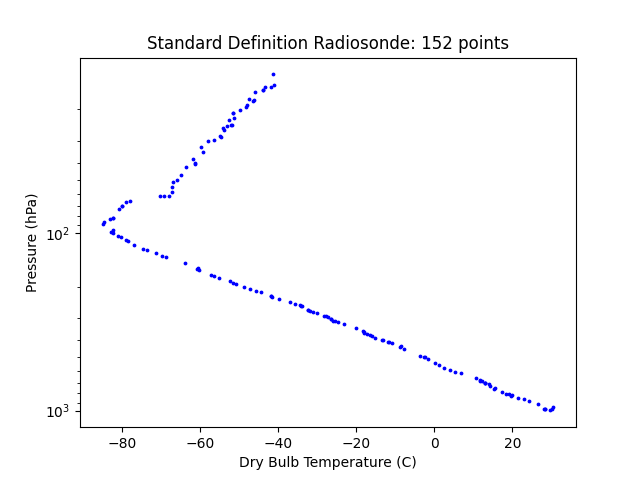 Standard Definition Radiosonde: 152 points
Pressure (hPa)
10²
10³
−80 −60 −40 −20 0 20
Dry Bulb Temperature (C)